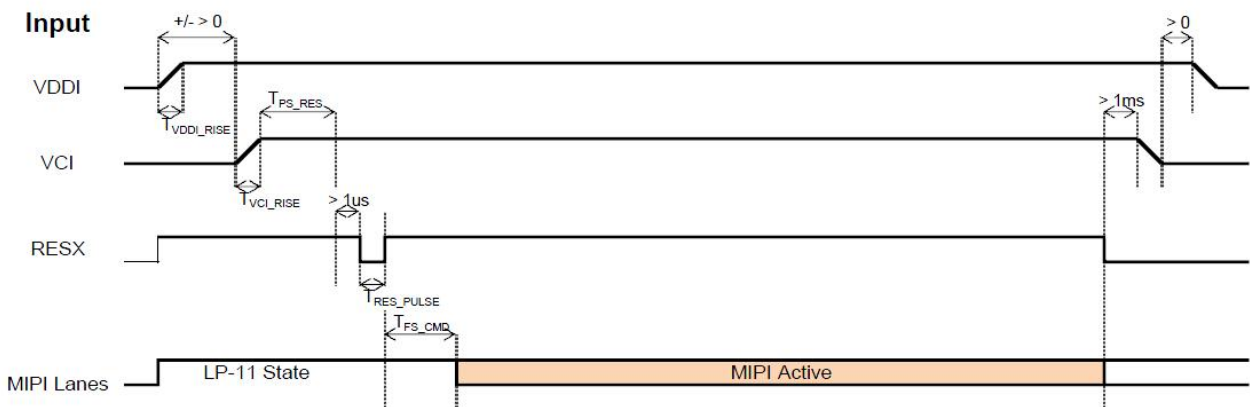 Input
+/- > 0
> 0
VDDI
T_PS_RES
> 1ms
T_VDDI_RISE
VCI
T_VCI_RISE
> 1us
RESX
T_RES_PULSE
T_FS_CMD
MIPI Lanes
LP-11 State
MIPI Active